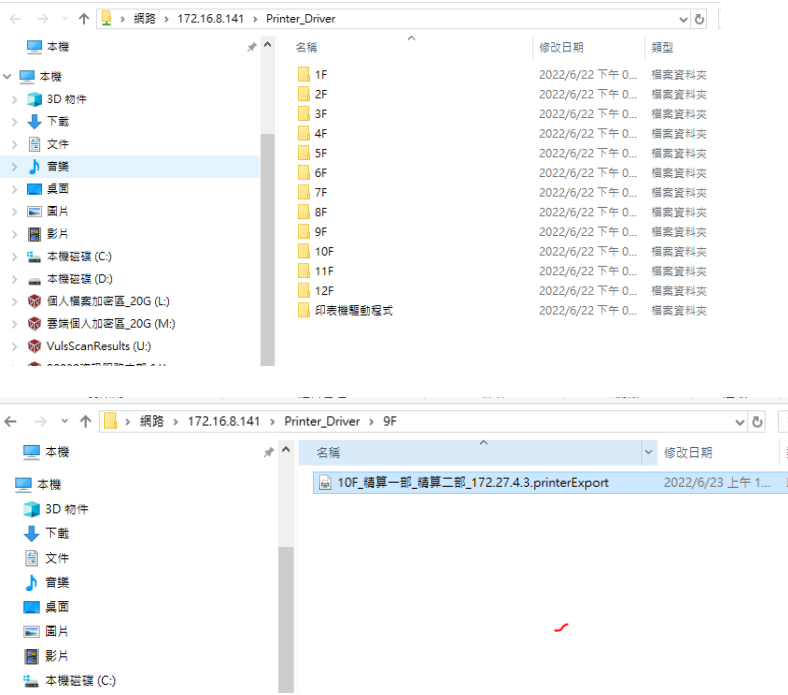 網路 > 172.16.8.141 > Printer_Driver
本機
名稱 修改日期 類型
本機
3D 物件
下載
文件
音樂
桌面
圖片
影片
本機磁碟 (C:)
本機磁碟 (D:)
個人檔案加密區_20G (L:)
雲端個人加密區_20G (M:)
VulsScanResults (U:)
1F 2022/6/22 下午 0... 檔案資料夾
2F 2022/6/22 下午 0... 檔案資料夾
3F 2022/6/22 下午 0... 檔案資料夾
4F 2022/6/22 下午 0... 檔案資料夾
5F 2022/6/22 下午 0... 檔案資料夾
6F 2022/6/22 下午 0... 檔案資料夾
7F 2022/6/22 下午 0... 檔案資料夾
8F 2022/6/22 下午 0... 檔案資料夾
9F 2022/6/22 下午 0... 檔案資料夾
10F 2022/6/22 下午 0... 檔案資料夾
11F 2022/6/22 下午 0... 檔案資料夾
12F 2022/6/22 下午 0... 檔案資料夾
印表機驅動程式 2022/6/22 下午 0... 檔案資料夾
網路 > 172.16.8.141 > Printer_Driver > 9F
本機
名稱 修改日期
本機
3D 物件
下載
文件
音樂
桌面
圖片
影片
本機磁碟 (C:)
10F_精算一部_精算二部_172.27.4.3.printerExport 2022/6/23 上午 1...